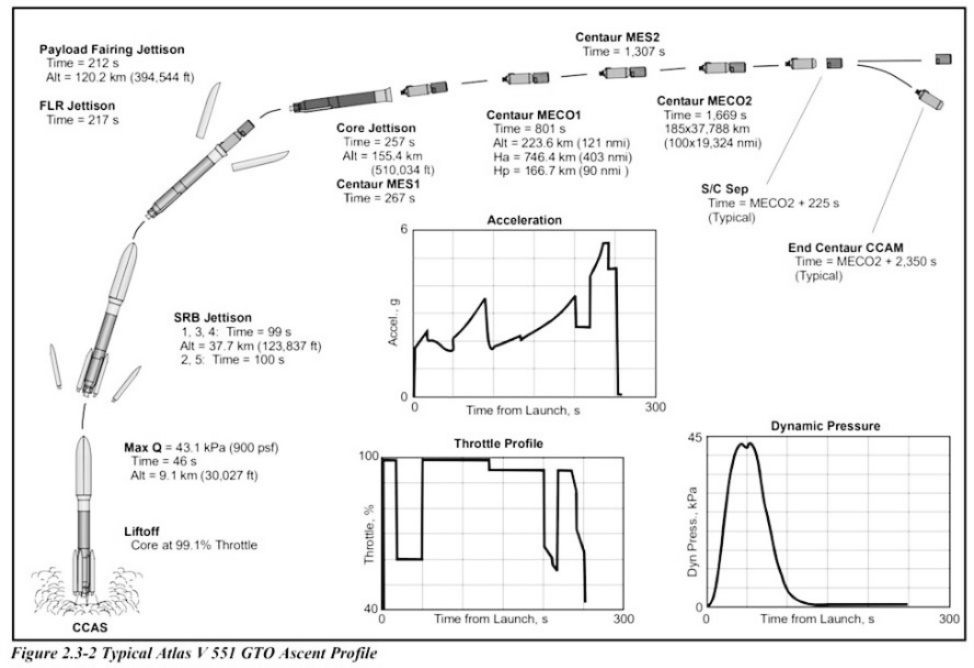 Payload Fairing Jettison
Time = 212 s
Alt = 120.2 km (394,544 ft)
FLR Jettison
Time = 217 s
Core Jettison
Time = 257 s
Alt = 155.4 km
(510,034 ft)
Centaur MES1
Time = 267 s
Centaur MECO1
Time = 801 s
Alt = 223.6 km (121 nmi)
Ha = 746.4 km (403 nmi)
Hp = 166.7 km (90 nmi )
Centaur MES2
Time = 1,307 s
Centaur MECO2
Time = 1,669 s
185x37,788 km
(100x19,324 nmi)
S/C Sep
Time = MECO2 + 225 s
(Typical)
End Centaur CCAM
Time = MECO2 + 2,350 s
(Typical)
SRB Jettison
1, 3, 4: Time = 99 s
Alt = 37.7 km (123,837 ft)
2, 5: Time = 100 s
Max Q = 43.1 kPa (900 psf)
Time = 46 s
Alt = 9.1 km (30,027 ft)
Liftoff
Core at 99.1% Throttle
CCAS
Acceleration
6
Accel., g
0
0
Time from Launch, s
300
Throttle Profile
100
Throttle, %
40
0
Time from Launch, s
300
Dynamic Pressure
45
Dyn Press., kPa
0
0
Time from Launch, s
300
Figure 2.3-2 Typical Atlas V 551 GTO Ascent Profile